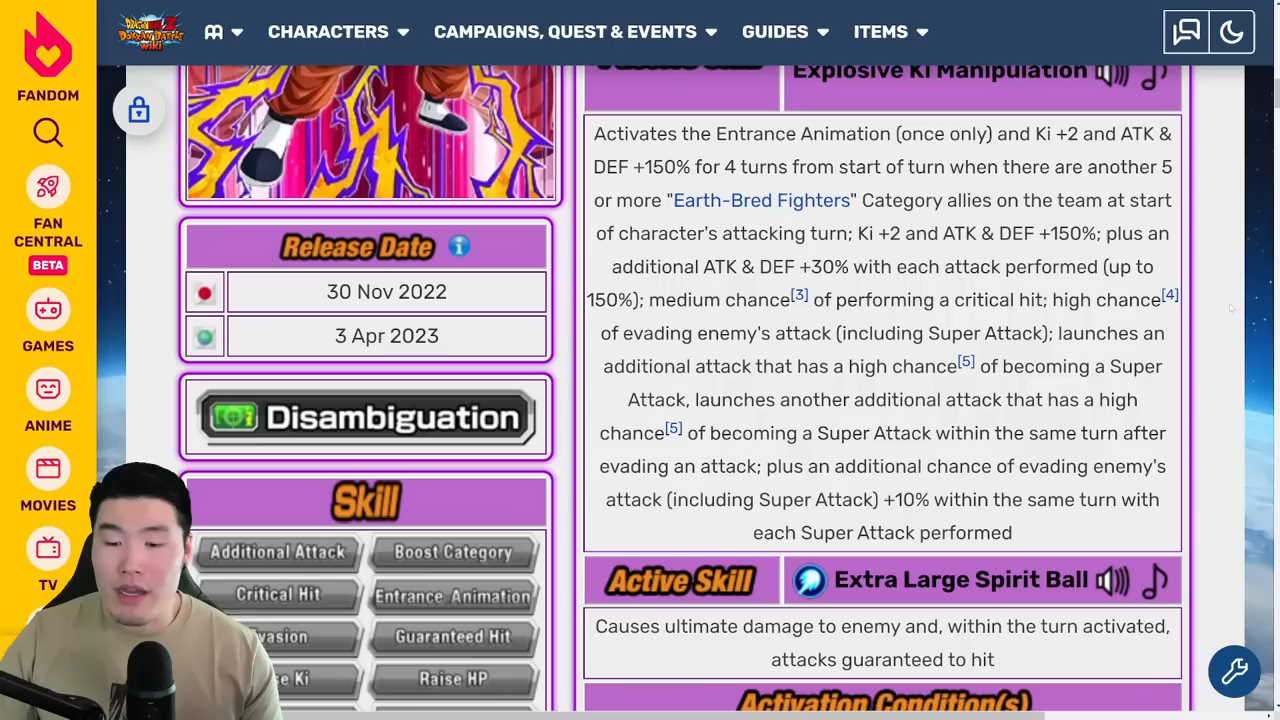 FANDOM
FAN
CENTRAL
BETA
GAMES
ANIME
MOVIES
TV
DRAGON BALL Z
DOKKAN BATTLE
WIKI
CHARACTERS
CAMPAIGNS, QUEST & EVENTS
GUIDES
ITEMS
Release Date
30 Nov 2022
3 Apr 2023
Disambiguation
Skill
Additional Attack
Boost Category
Critical Hit
Entrance Animation
vasion
Guaranteed Hit
se Ki
Raise HP
Explosive Ki Manipulation
Activates the Entrance Animation (once only) and Ki +2 and ATK &
DEF +150% for 4 turns from start of turn when there are another 5
or more "Earth-Bred Fighters" Category allies on the team at start
of character's attacking turn; Ki +2 and ATK & DEF +150%; plus an
additional ATK & DEF +30% with each attack performed (up to
150%); medium chance[3] of performing a critical hit; high chance[4]
of evading enemy's attack (including Super Attack); launches an
additional attack that has a high chance[5] of becoming a Super
Attack, launches another additional attack that has a high
chance[5] of becoming a Super Attack within the same turn after
evading an attack; plus an additional chance of evading enemy's
attack (including Super Attack) +10% within the same turn with
each Super Attack performed
Active Skill
Extra Large Spirit Ball
Causes ultimate damage to enemy and, within the turn activated,
attacks guaranteed to hit
Activation Condition(s)